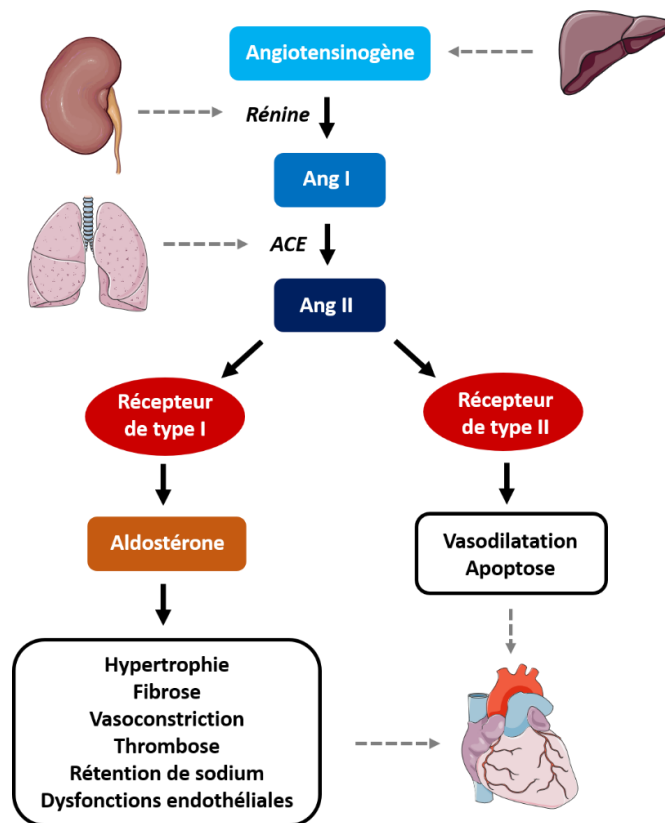 Angiotensinogène
Rénine
Ang I
ACE
Ang II
Récepteur
de type I
Récepteur
de type II
Aldostérone
Vasodilatation
Apoptose
Hypertrophie
Fibrose
Vasoconstriction
Thrombose
Rétention de sodium
Dysfonctions endothéliales